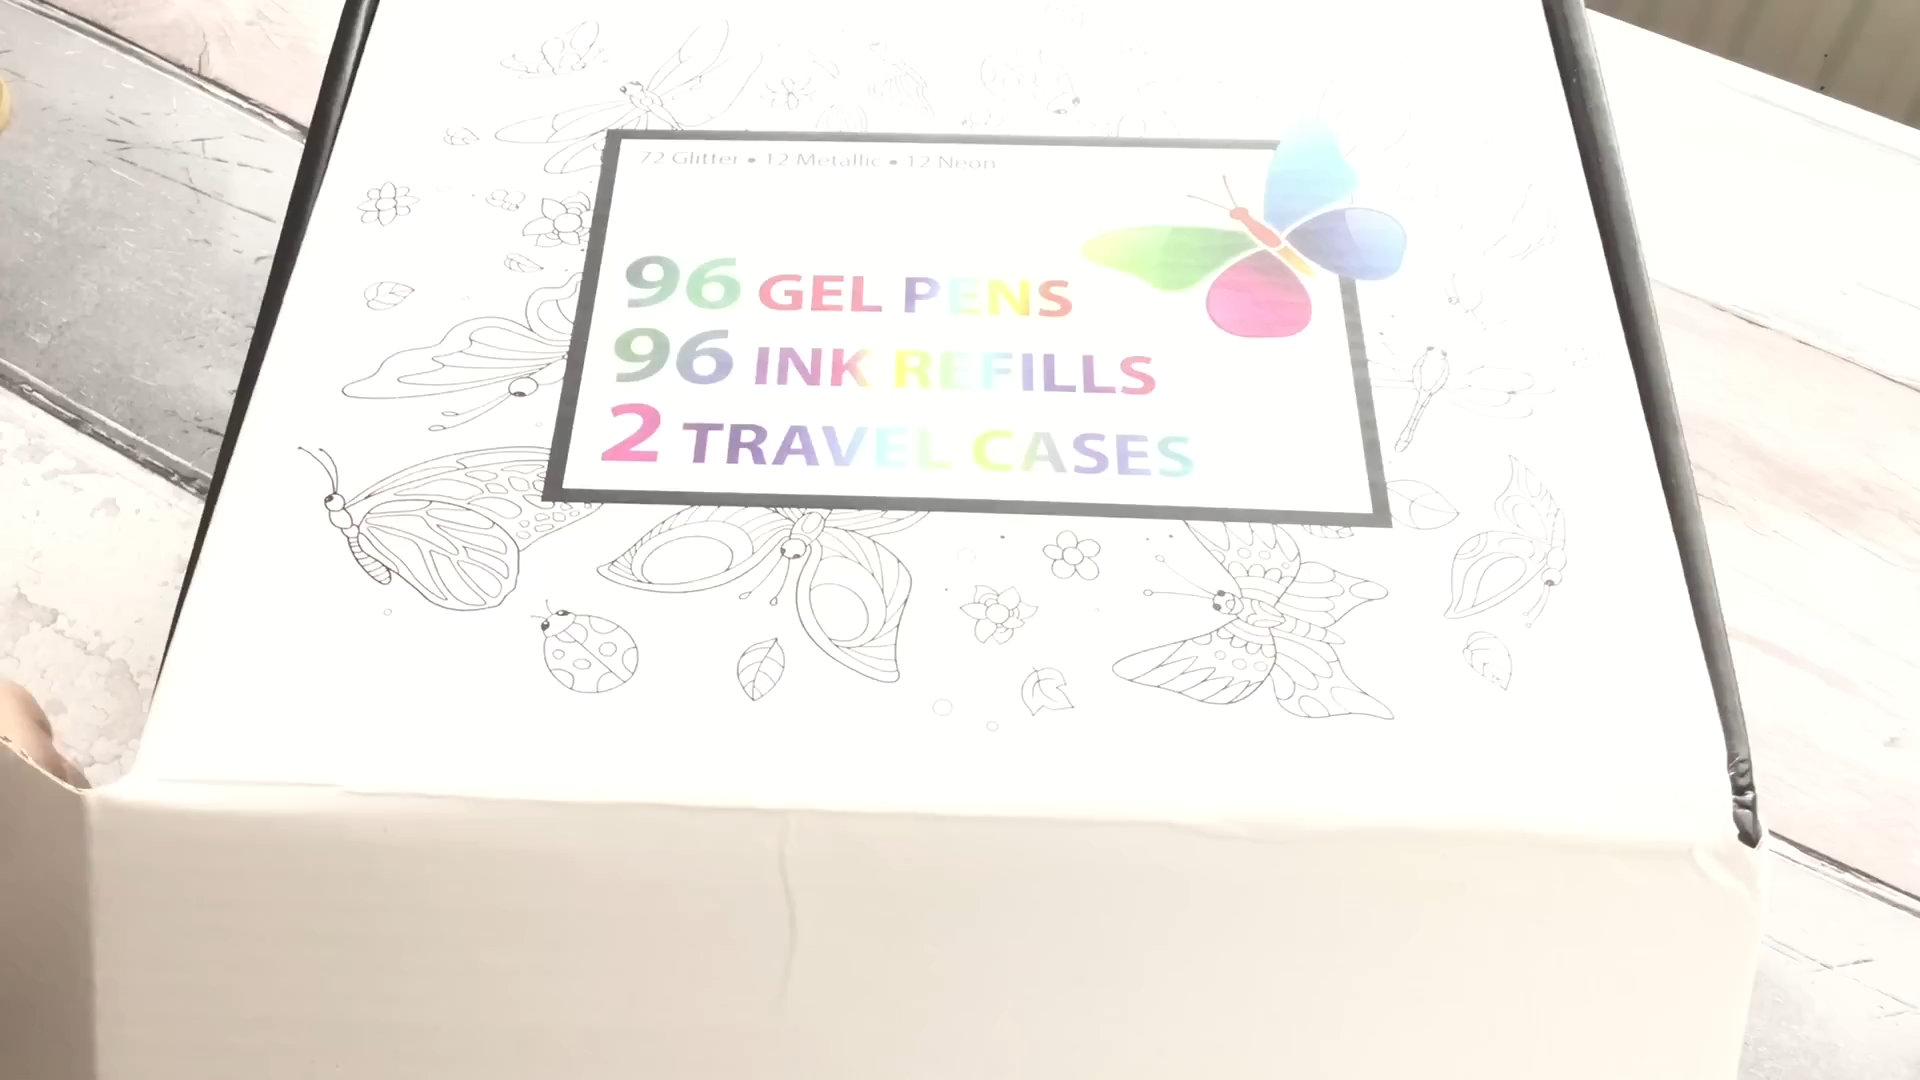 72 Glitter • 12 Metallic • 12 Neon
96 GEL PENS
96 INK REFILLS
2 TRAVEL CASES